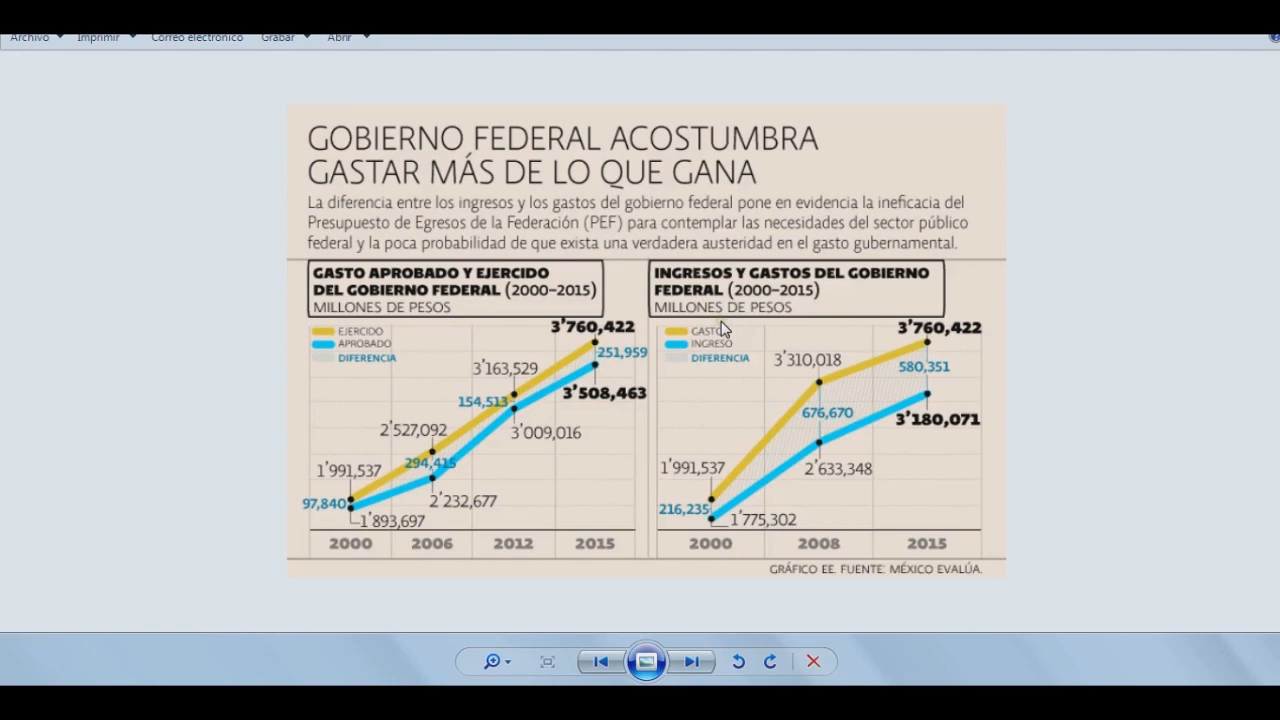 Archivo Imprimir Correo electrónico Grabar Abrir
GOBIERNO FEDERAL ACOSTUMBRA
GASTAR MÁS DE LO QUE GANA
La diferencia entre los ingresos y los gastos del gobierno federal pone en evidencia la ineficacia del
Presupuesto de Egresos de la Federación (PEF) para contemplar las necesidades del sector público
federal y la poca probabilidad de que exista una verdadera austeridad en el gasto gubernamental.
GASTO APROBADO Y EJERCIDO
DEL GOBIERNO FEDERAL (2000-2015)
MILLONES DE PESOS
EJERCIDO
APROBADO
DIFERENCIA
3'760,422
251,959
3'163,529
154,513
3'508,463
2'527,092
3'009,016
294,415
1'991,537
2'232,677
97,840
1'893,697
2000 2006 2012 2015
INGRESOS Y GASTOS DEL GOBIERNO
FEDERAL (2000-2015)
MILLONES DE PESOS
GASTO
INGRESO
DIFERENCIA
3'760,422
3'310,018
580,351
676,670
3'180,071
1'991,537
2'633,348
216,235
1'775,302
2000 2008 2015
GRÁFICO EE. FUENTE: MÉXICO EVALÚA.